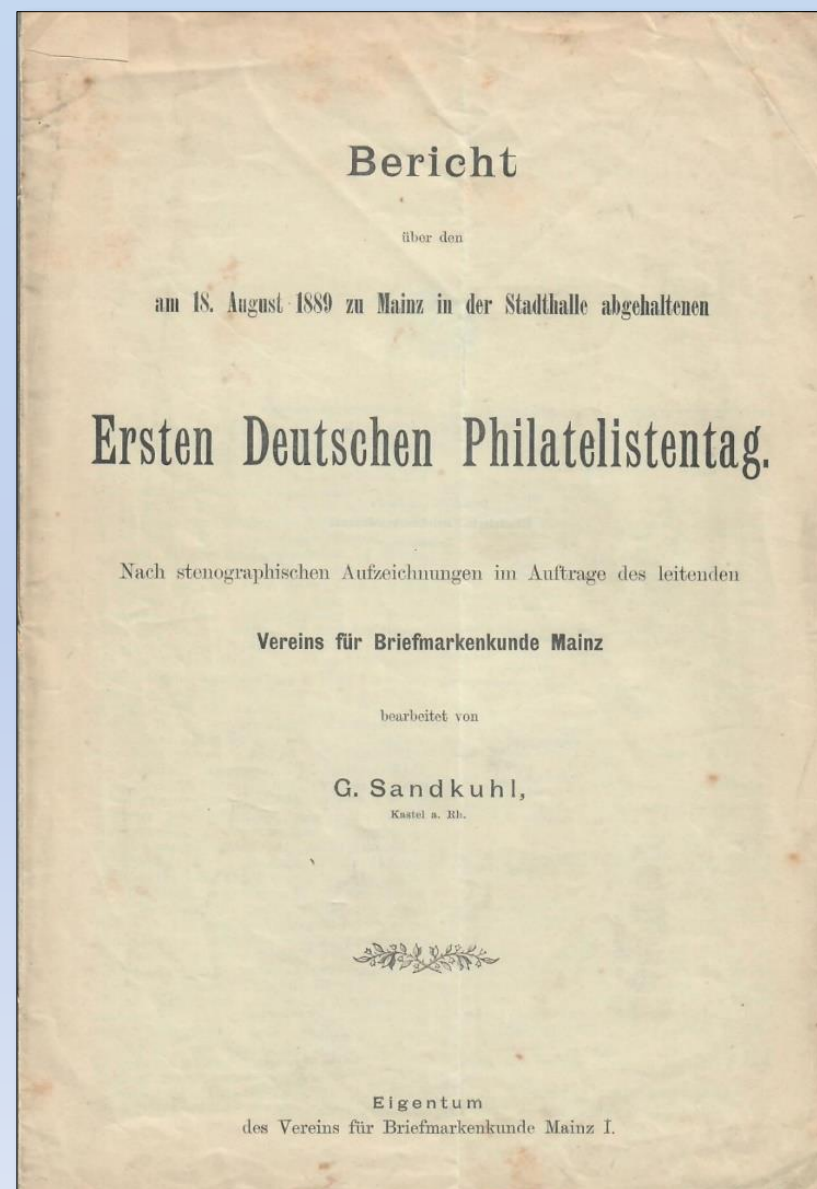 Bericht
über den
am 18. August 1889 zu Mainz in der Stadthalle abgehaltenen
Ersten Deutschen Philatelistentag.
Nach stenographischen Aufzeichnungen im Auftrage des leitenden
Vereins für Briefmarkenkunde Mainz
bearbeitet von
G. Sandkuhl,
Kastel a. Rh.
Eigentum
des Vereins für Briefmarkenkunde Mainz I.